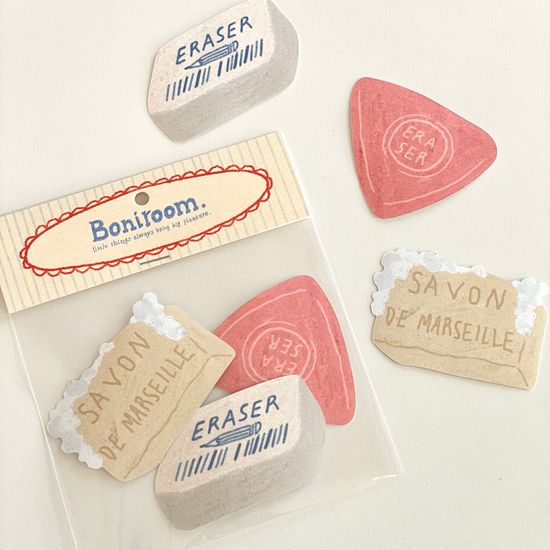 ERASER
ERA
SER
Boniroom.
little things always bring big pleasure.
SAVON
DE MARSEILLE!
SAVON
DE MARSEILLE!
ERA
SER
ERASER